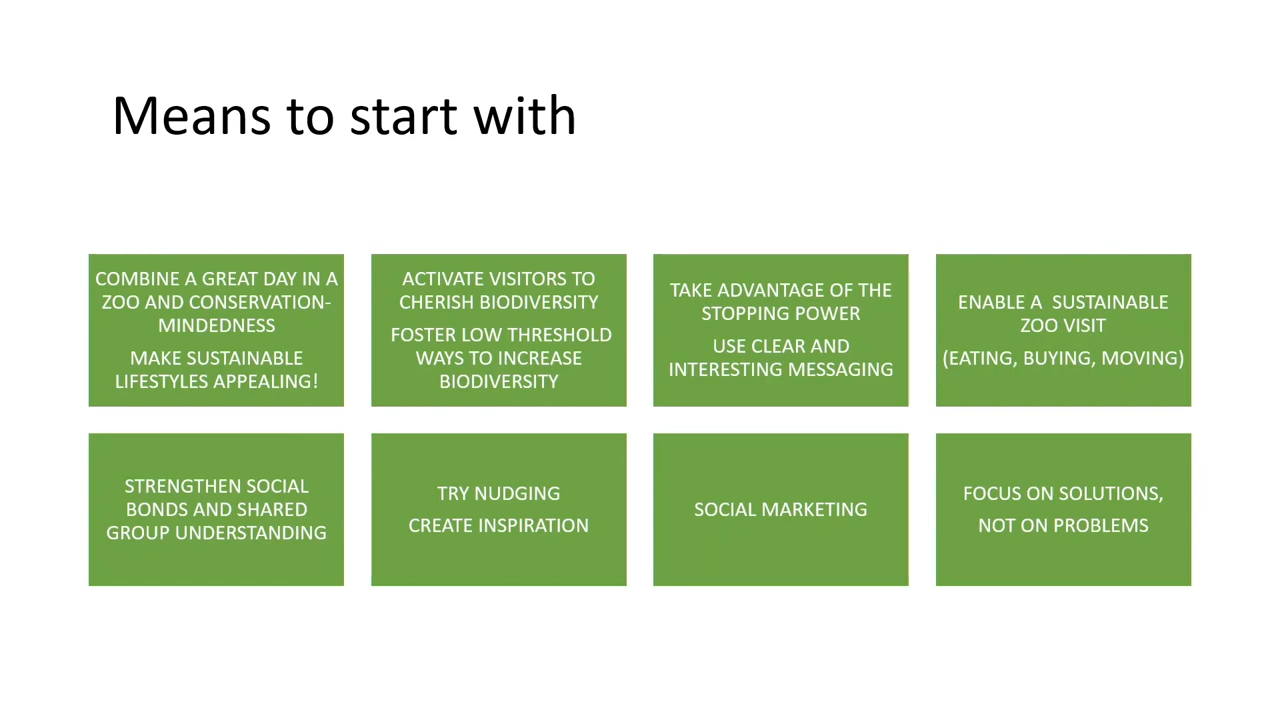 Means to start with
COMBINE A GREAT DAY IN A
ZOO AND CONSERVATION-
MINDEDNESS
MAKE SUSTAINABLE
LIFESTYLES APPEALING!
ACTIVATE VISITORS TO
CHERISH BIODIVERSITY
FOSTER LOW THRESHOLD
WAYS TO INCREASE
BIODIVERSITY
TAKE ADVANTAGE OF THE
STOPPING POWER
USE CLEAR AND
INTERESTING MESSAGING
ENABLE A  SUSTAINABLE
ZOO VISIT
(EATING, BUYING, MOVING)
STRENGTHEN SOCIAL
BONDS AND SHARED
GROUP UNDERSTANDING
TRY NUDGING
CREATE INSPIRATION
SOCIAL MARKETING
FOCUS ON SOLUTIONS,
NOT ON PROBLEMS